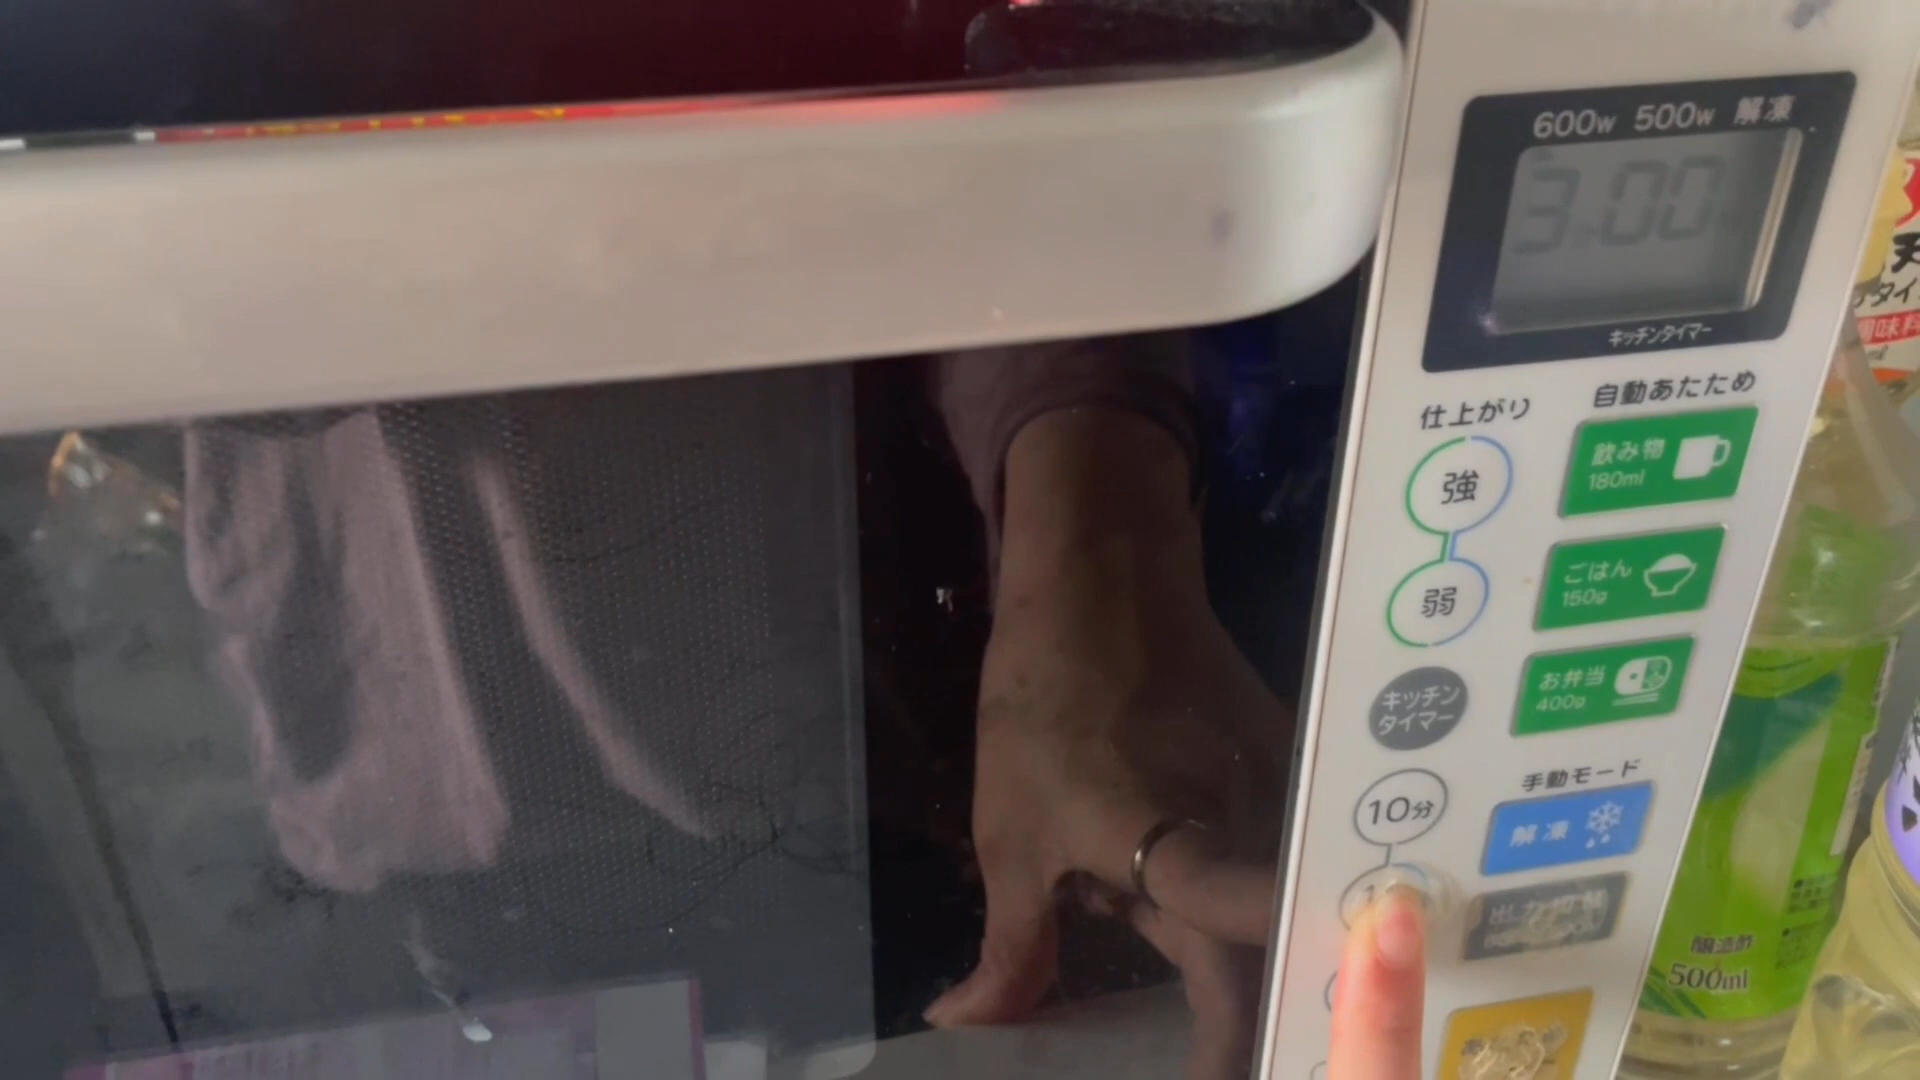 600w 500w 解凍
3.00
キッチンタイマー
仕上がり
自動あたため
強
飲み物
180ml
弱
ごはん
150g
お弁当
400g
キッチン
タイマー
手動モード
10分
解凍
醸造酢
500ml